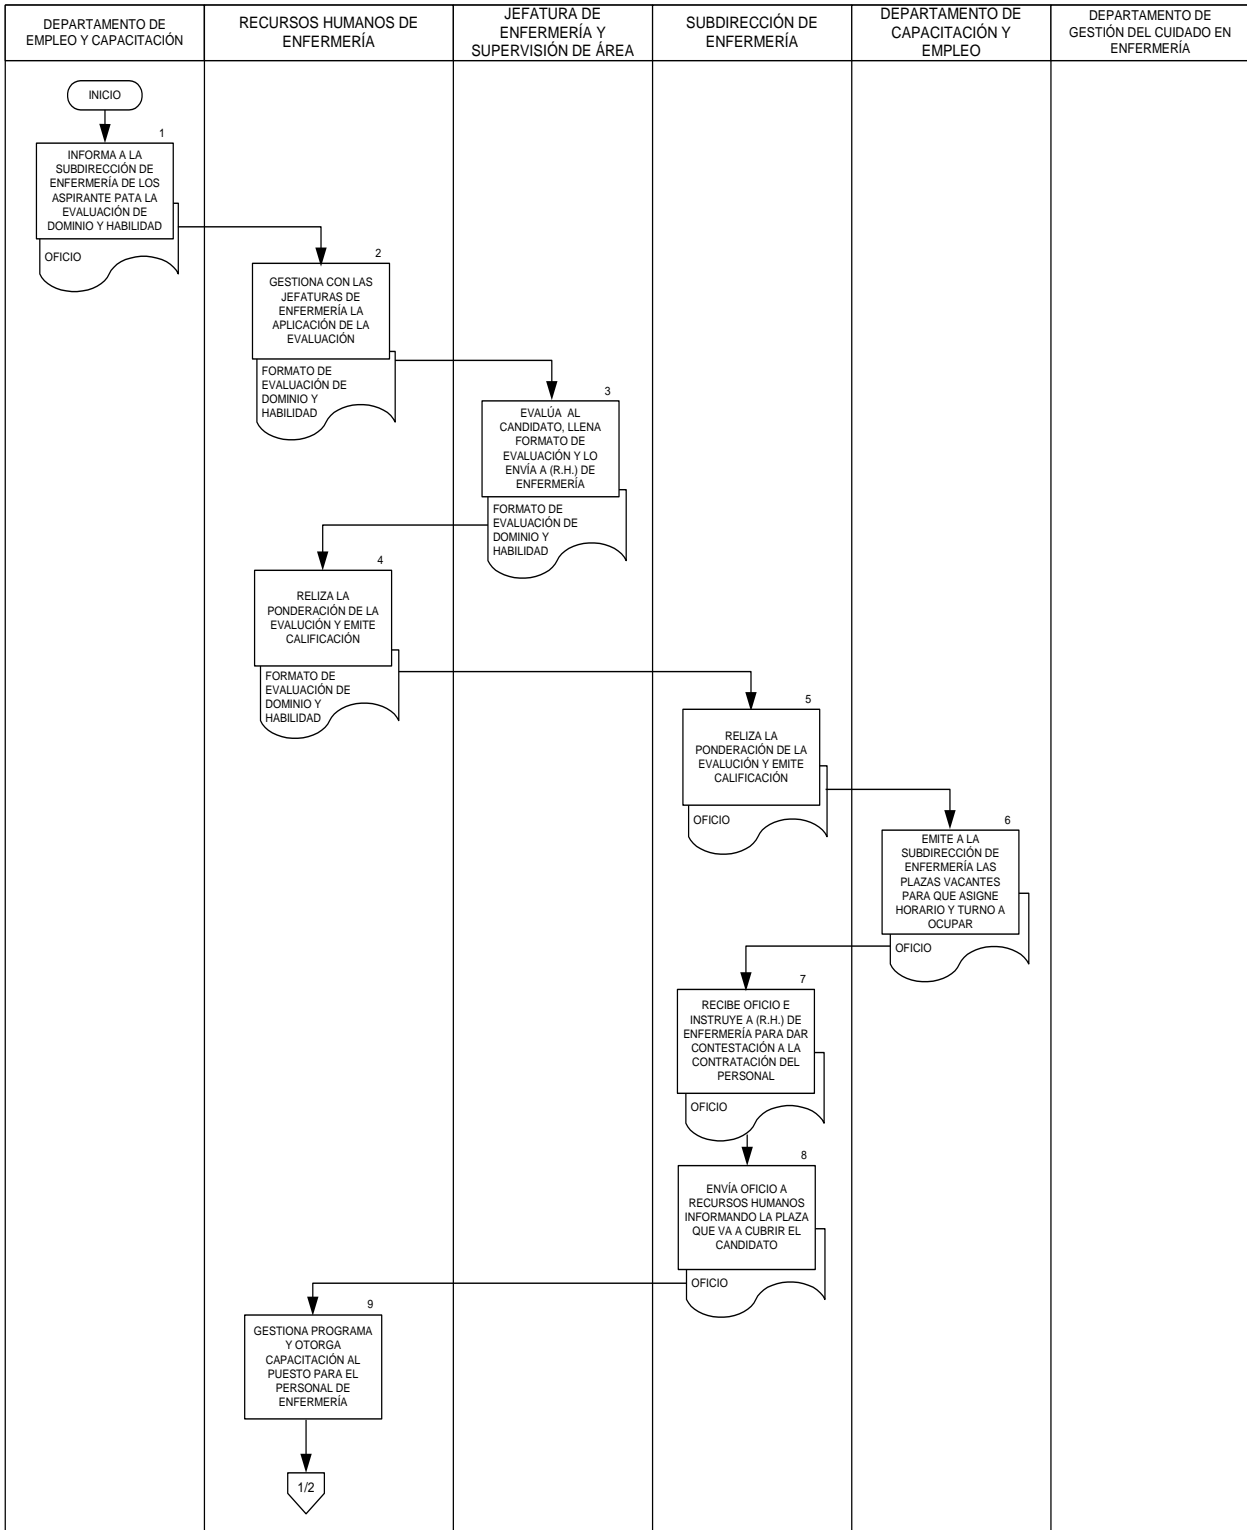 DEPARTAMENTO DE
EMPLEO Y CAPACITACIÓN
RECURSOS HUMANOS DE
ENFERMERÍA
JEFATURA DE
ENFERMERÍA Y
SUPERVISIÓN DE ÁREA
SUBDIRECCIÓN DE
ENFERMERÍA
DEPARTAMENTO DE
CAPACITACIÓN Y
EMPLEO
DEPARTAMENTO DE
GESTIÓN DEL CUIDADO EN
ENFERMERÍA
INICIO
1
INFORMA A LA
SUBDIRECCIÓN DE
ENFERMERÍA DE LOS
ASPIRANTE PATA LA
EVALUACIÓN DE
DOMINIO Y HABILIDAD
OFICIO
2
GESTIONA CON LAS
JEFATURAS DE
ENFERMERÍA LA
APLICACIÓN DE LA
EVALUACIÓN
FORMATO DE
EVALUACIÓN DE
DOMINIO Y
HABILIDAD
3
EVALÚA  AL
CANDIDATO, LLENA
FORMATO DE
EVALUACIÓN Y LO
ENVÍA A (R.H.) DE
ENFERMERÍA
FORMATO DE
EVALUACIÓN DE
DOMINIO Y
HABILIDAD
4
RELIZA LA
PONDERACIÓN DE LA
EVALUCIÓN Y EMITE
CALIFICACIÓN
FORMATO DE
EVALUACIÓN DE
DOMINIO Y
HABILIDAD
5
RELIZA LA
PONDERACIÓN DE LA
EVALUCIÓN Y EMITE
CALIFICACIÓN
OFICIO
6
EMITE A LA
SUBDIRECCIÓN DE
ENFERMERÍA LAS
PLAZAS VACANTES
PARA QUE ASIGNE
HORARIO Y TURNO A
OCUPAR
OFICIO
7
RECIBE OFICIO E
INSTRUYE A (R.H.) DE
ENFERMERÍA PARA DAR
CONTESTACIÓN A LA
CONTRATACIÓN DEL
PERSONAL
OFICIO
8
ENVÍA OFICIO A
RECURSOS HUMANOS
INFORMANDO LA PLAZA
QUE VA A CUBRIR EL
CANDIDATO
OFICIO
9
GESTIONA PROGRAMA
Y OTORGA
CAPACITACIÓN AL
PUESTO PARA EL
PERSONAL DE
ENFERMERÍA
1/2